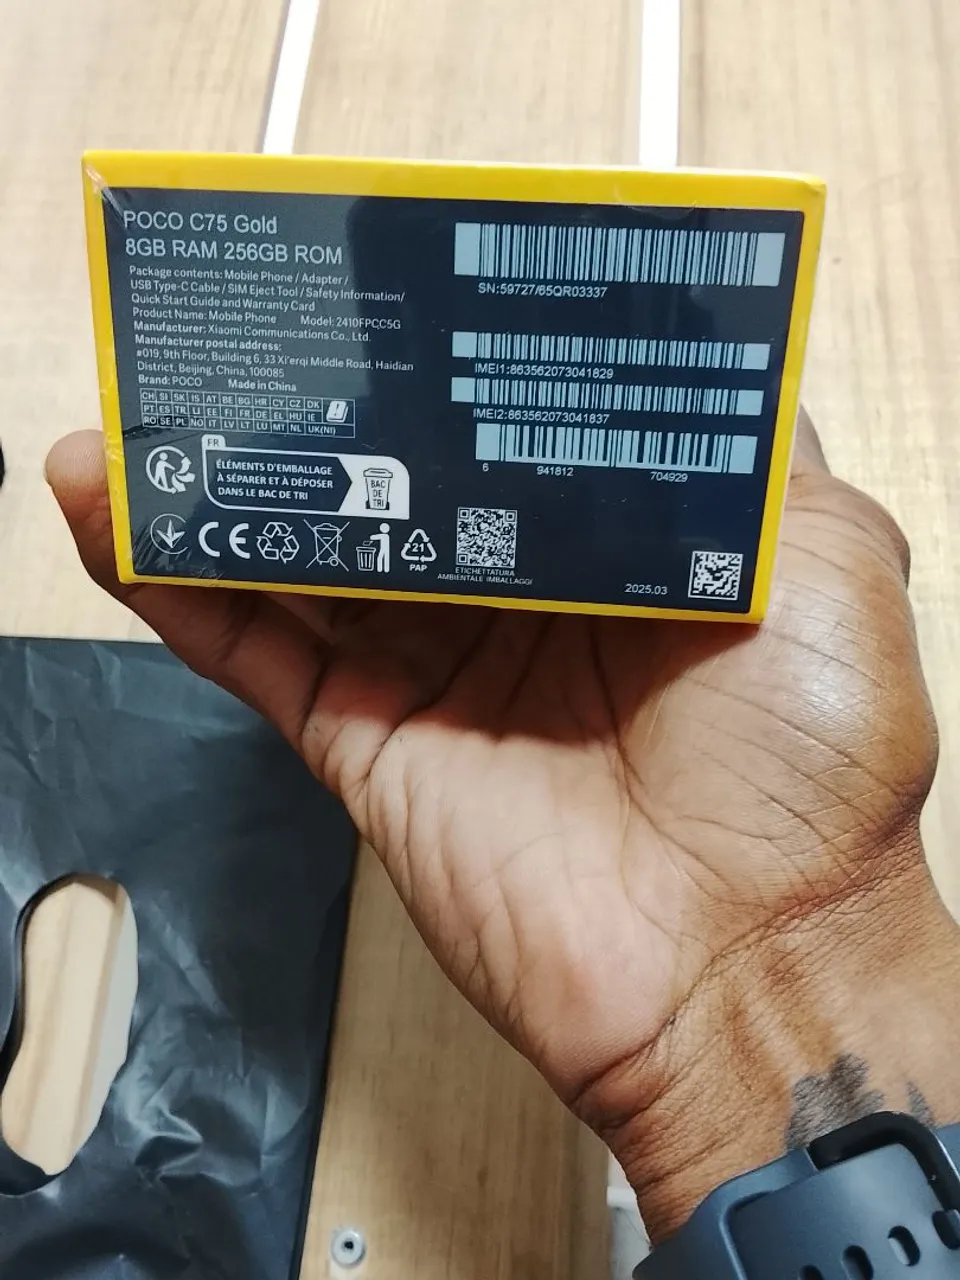 POCO C75 Gold
8GB RAM 256GB ROM
Package contents: Mobile Phone / Adapter /
USB Type-C Cable / SIM Eject Tool / Safety Information/
Quick Start Guide and Warranty Card
Product Name: Mobile Phone Model: 2410FPCC5G
Manufacturer: Xiaomi Communications Co., Ltd.
Manufacturer postal address:
#019, 9th Floor, Building 6, 33 Xi'erqi Middle Road, Haidian
District, Beijing, China, 100085
Brand: POCO Made in China
CH SI SK IS AT BE BG HR CY CZ DK
PT ES TR LI EE FI FR DE EL HU IE
RO SE PL NO IT LV LT LU MT NL UK(NI)
FR
ÉLÉMENTS D'EMBALLAGE
À SÉPARER ET À DÉPOSER
DANS LE BAC DE TRI
BAC
DE
TRI
CE
21
PAP
ETICHETTATURA
AMBIENTALE IMBALLAGGI
SN:59727/65QR03337
IMEI1:863562073041829
IMEI2:863562073041837
6 941812 704929
2025.03